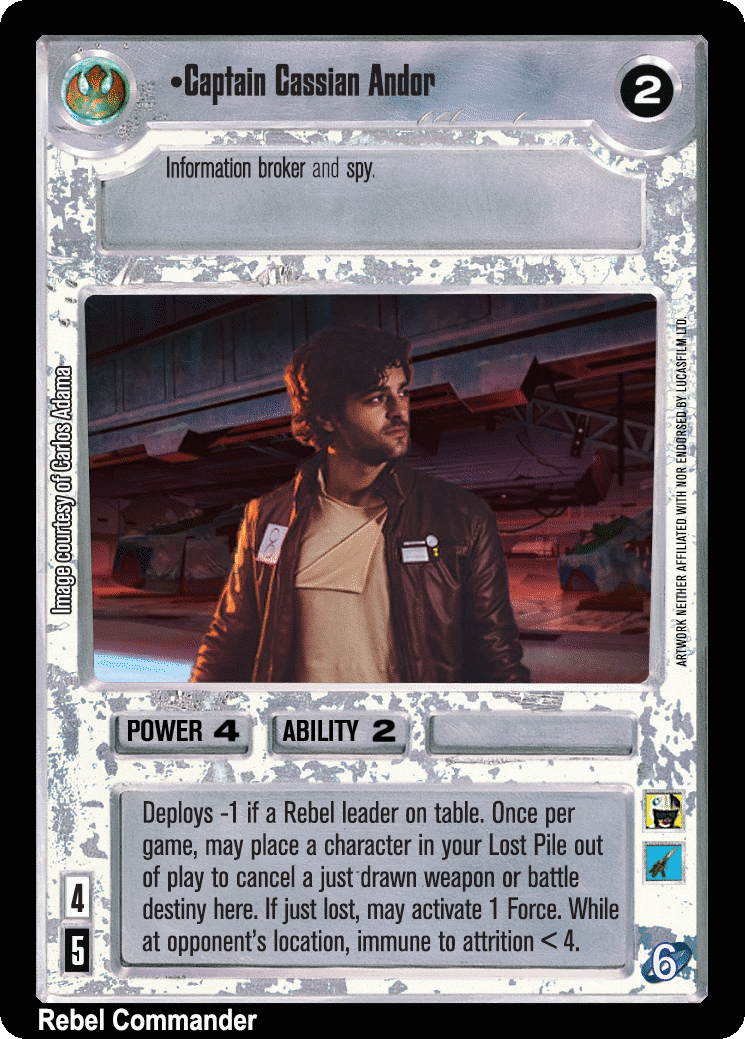 •Captain Cassian Andor
2
Information broker and spy.
Image courtesy of Carlos Adama
ARTWORK NEITHER AFFILIATED WITH NOR ENDORSED BY LUCASFILM LTD.
POWER 4
ABILITY 2
Deploys -1 if a Rebel leader on table. Once per
game, may place a character in your Lost Pile out
of play to cancel a just drawn weapon or battle
destiny here. If just lost, may activate 1 Force. While
at opponent's location, immune to attrition < 4.
4
5
6
Rebel Commander